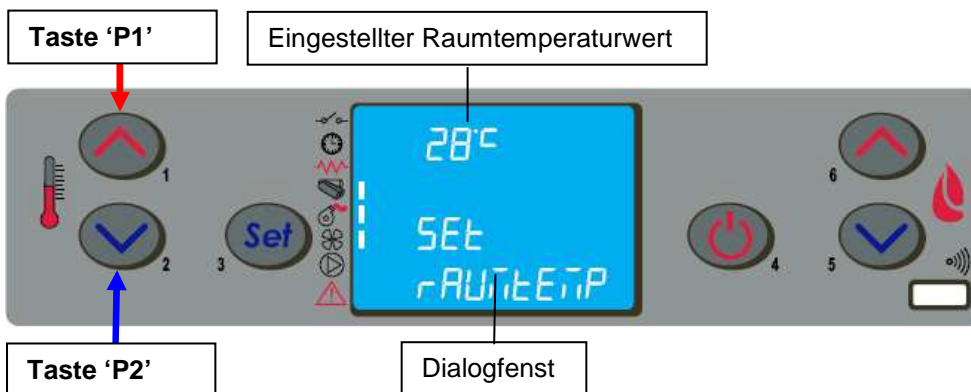 Taste ‘P1’
Eingestellter Raumtemperaturwert
28°C
1
6
Set
SEt
2
3
4
5
rAUmtEmP
Taste ‘P2’
Dialogfenst